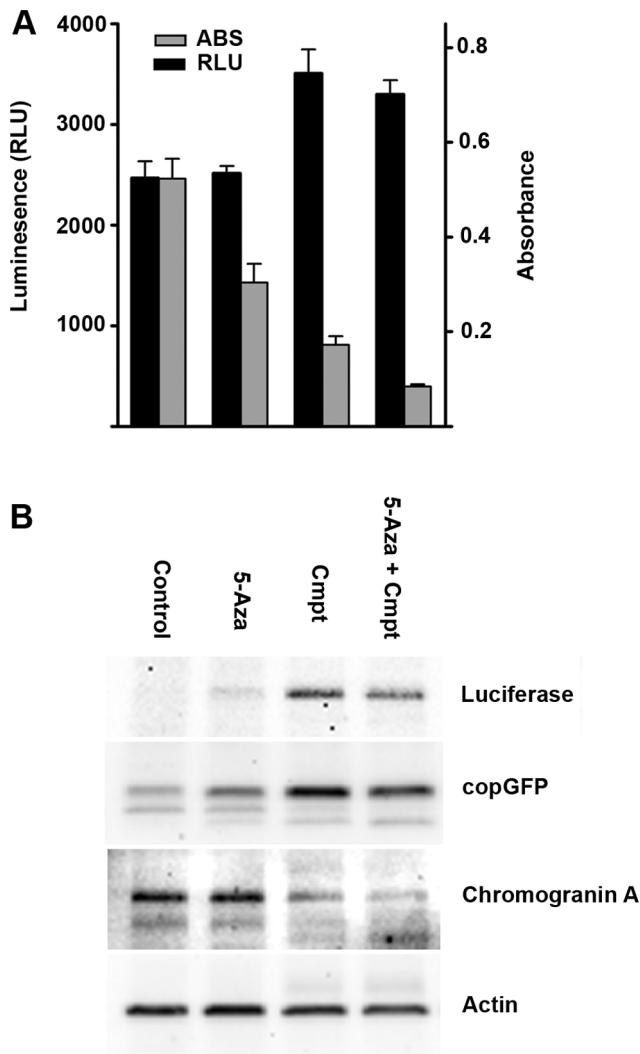 A
4000
3000
2000
1000
Luminesence (RLU)
ABS
RLU
0.8
0.6
0.4
0.2
Absorbance
B
Control
5-Aza
Cmpt
5-Aza + Cmpt
Luciferase
copGFP
Chromogranin A
Actin